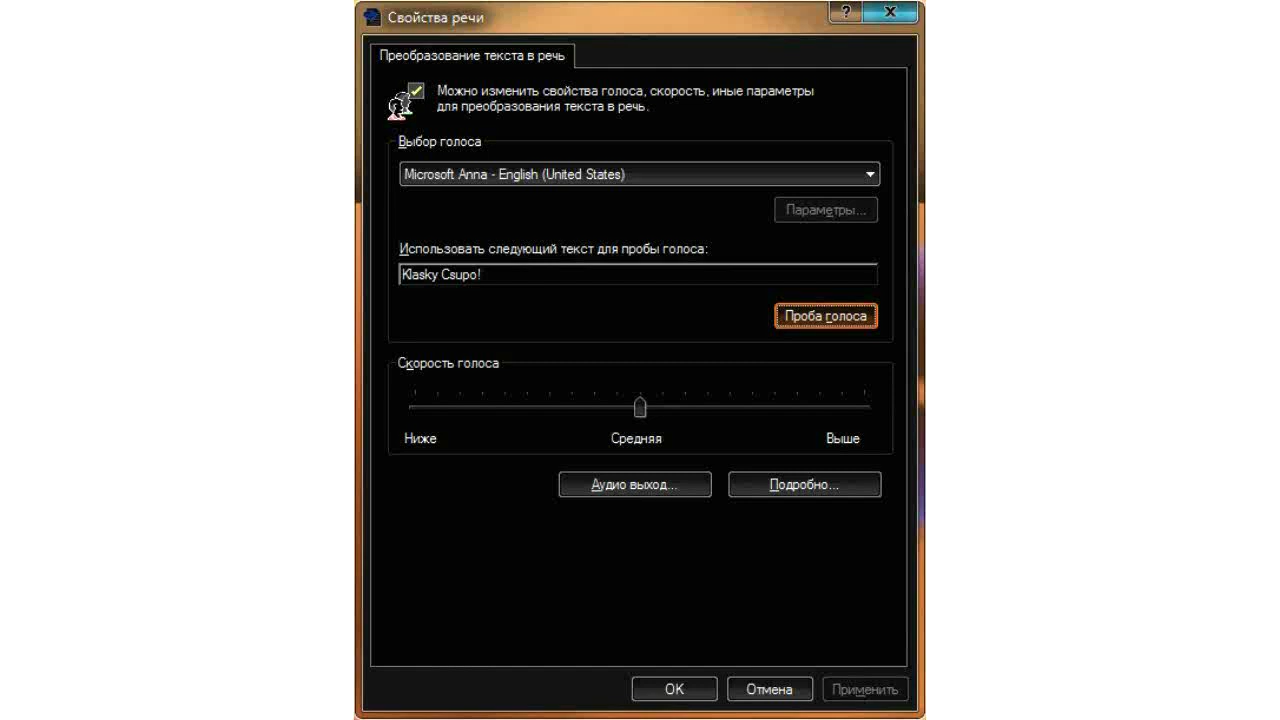 Свойства речи
?
X
Преобразование текста в речь
Можно изменить свойства голоса, скорость, иные параметры
для преобразования текста в речь.
Выбор голоса
Microsoft Anna - English (United States)
Параметры...
Использовать следующий текст для пробы голоса:
Klasky Csupo!
Проба голоса
Скорость голоса
Ниже
Средняя
Выше
Аудио выход...
Подробно...
OK
Отмена
Применить